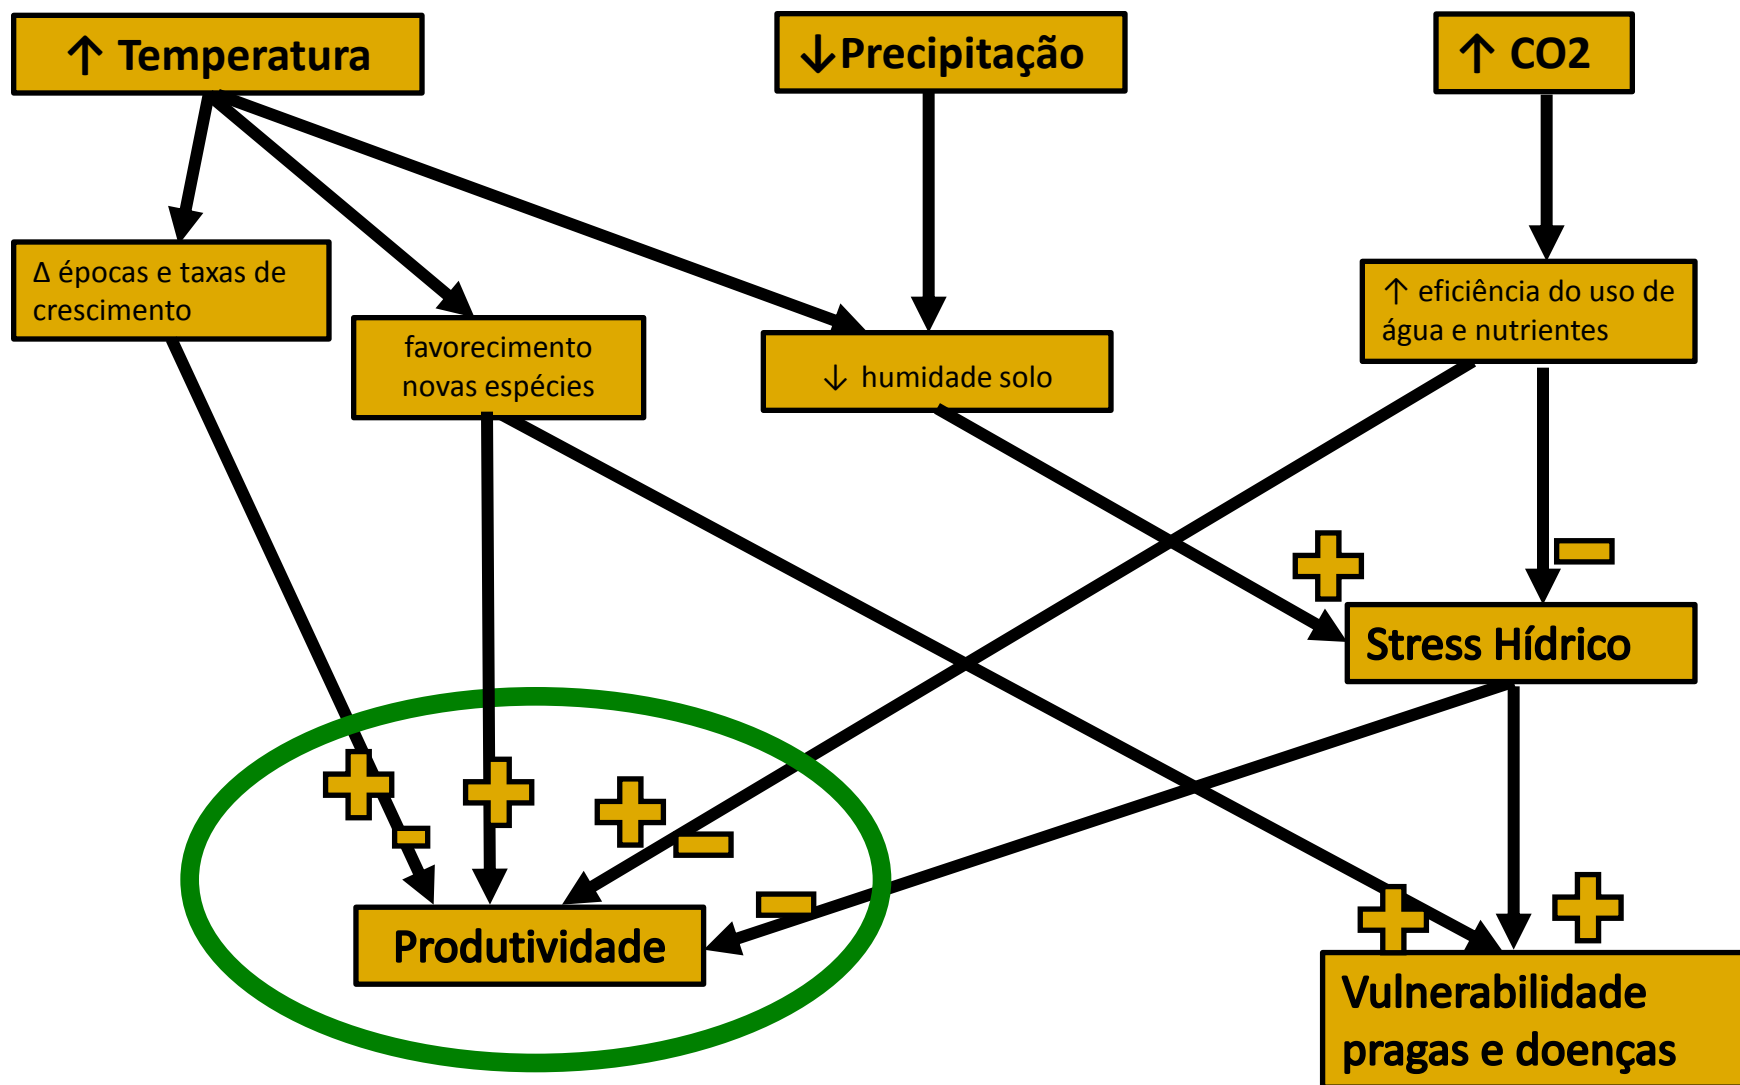 ↑ Temperatura
↓Precipitação
↑ CO2
Δ épocas e taxas de
crescimento
favorecimento
novas espécies
↓ humidade solo
↑ eficiência do uso de
água e nutrientes
Stress Hídrico
Produtividade
Vulnerabilidade
pragas e doenças